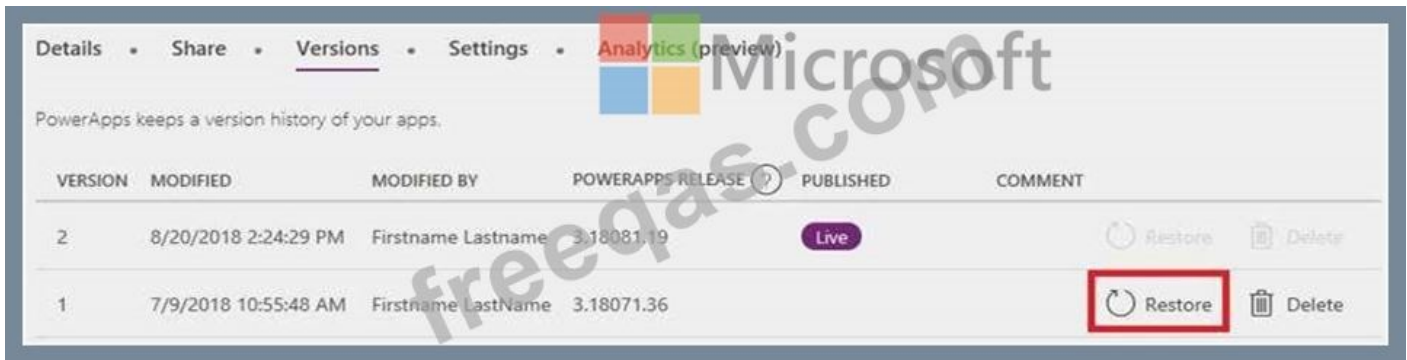 Details • Share • Versions • Settings • Analytics (preview)
Microsoft
PowerApps keeps a version history of your apps.
VERSION MODIFIED MODIFIED BY POWERAPPS RELEASE ? PUBLISHED COMMENT
2 8/20/2018 2:24:29 PM Firstname Lastname 3.18081.19 Live Restore Delete
1 7/9/2018 10:55:48 AM Firstname LastName 3.18071.36 Restore Delete
freeqas.com